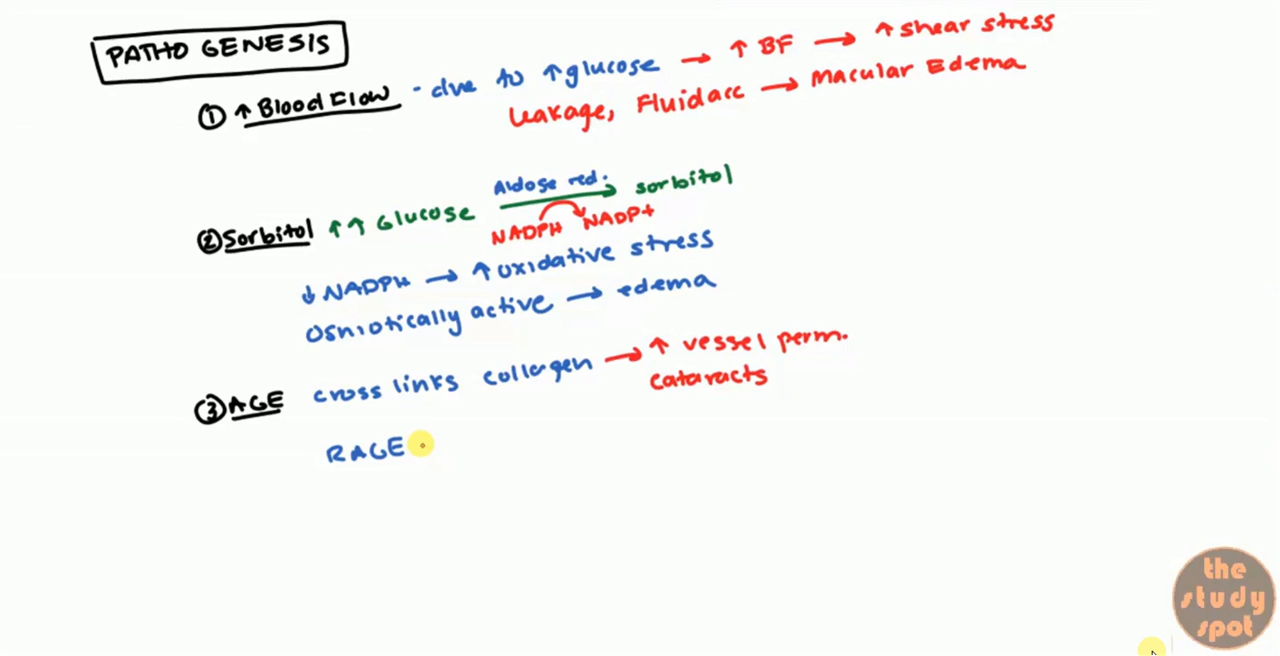 PATHO GENESIS
① ↑ Blood Flow - due to ↑ glucose → ↑ BF → ↑ shear stress
Leakage, Fluid acc → Macular Edema
② Sorbitol ↑↑ Glucose Aldose red. → sorbitol
NADPH NADP+
↓ NADPH → ↑ oxidative stress
Osmotically active → edema
③ AGE cross links collagen → ↑ vessel perm.
cataracts
RAGE
the
study
spot